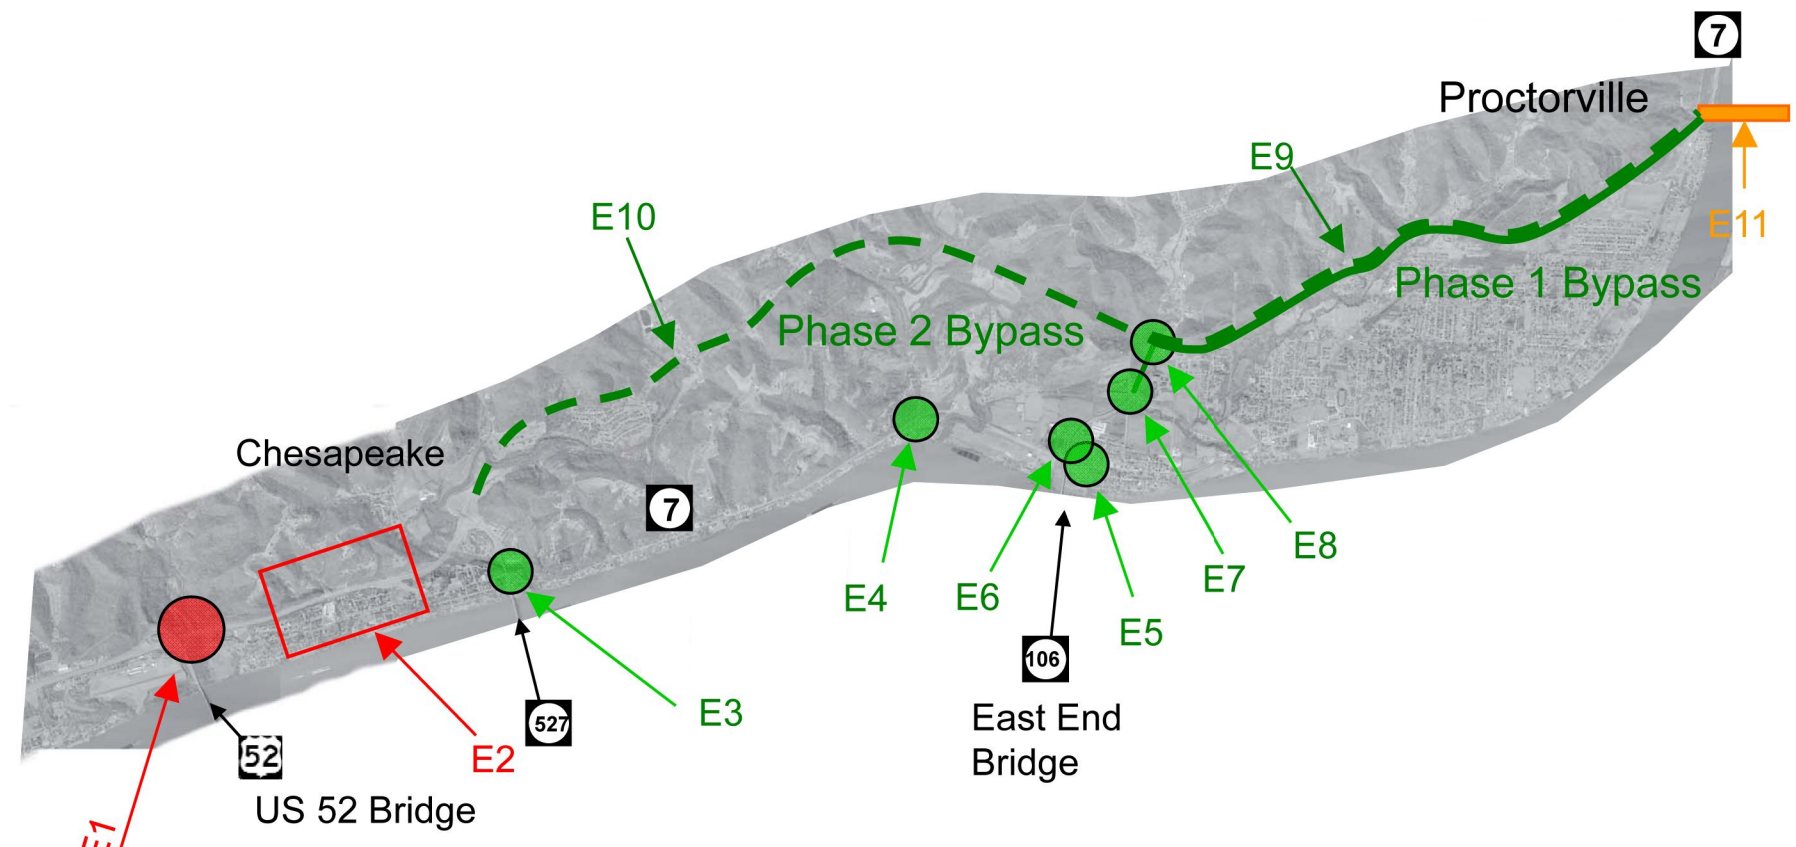 7
Proctorville
E9
E10
E11
Phase 1 Bypass
Phase 2 Bypass
Chesapeake
7
E8
E7
E4
E6
E5
106
E3
527
East End
Bridge
E2
52
US 52 Bridge
E1